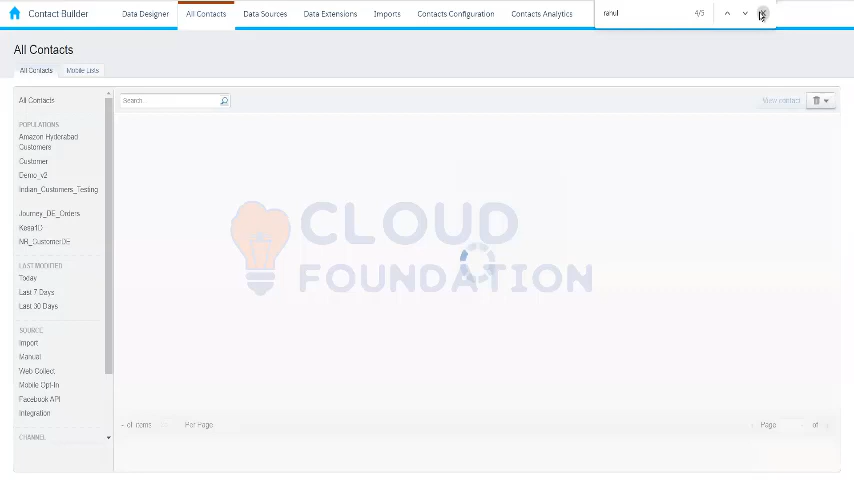 Contact Builder
Data Designer
All Contacts
Data Sources
Data Extensions
Imports
Contacts Configuration
Contacts Analytics
rahul
4/5
All Contacts
All Contacts
Mobile Lists
All Contacts
Search...
View contact
POPULATIONS
Amazon Hyderabad
Customers
Customer
Demo_v2
Indian_Customers_Testing
Journey_DE_Orders
NR_CustomerDE
LAST MODIFIED
Today
Last 7 Days
Last 30 Days
SOURCE
Import
Manual
Web Collect
Mobile Opt-In
Facebook API
Integration
CHANNEL
CLOUD
FOUNDATION
- of items
Per Page
Page
of